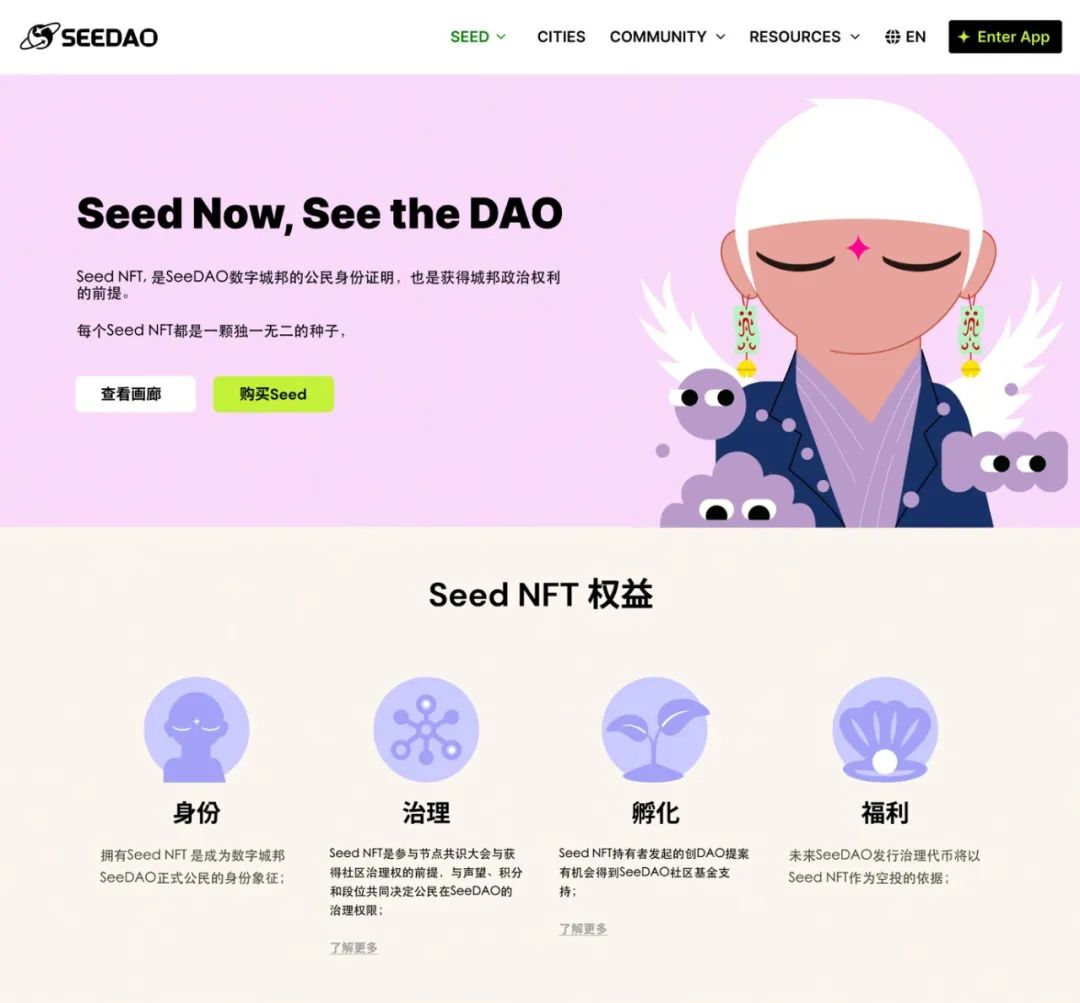 SEEDAO
SEED
CITIES
COMMUNITY
RESOURCES
EN
Enter App
Seed Now, See the DAO
Seed NFT, 是SeeDAO数字城邦的公民身份证明，也是获得城邦政治权利
的前提。
每个Seed NFT都是一颗独一无二的种子，
查看画廊
购买Seed
Seed NFT 权益
身份
拥有Seed NFT 是成为数字城邦
SeeDAO正式公民的身份象征；
治理
Seed NFT是参与节点共识大会与获
得社区治理权的前提，与声望、积分
和段位共同决定公民在SeeDAO的
治理权限；
了解更多
孵化
Seed NFT持有者发起的创DAO提案
有机会得到SeeDAO社区基金支
持；
了解更多
福利
未来SeeDAO发行治理代币将以
Seed NFT作为空投的依据；